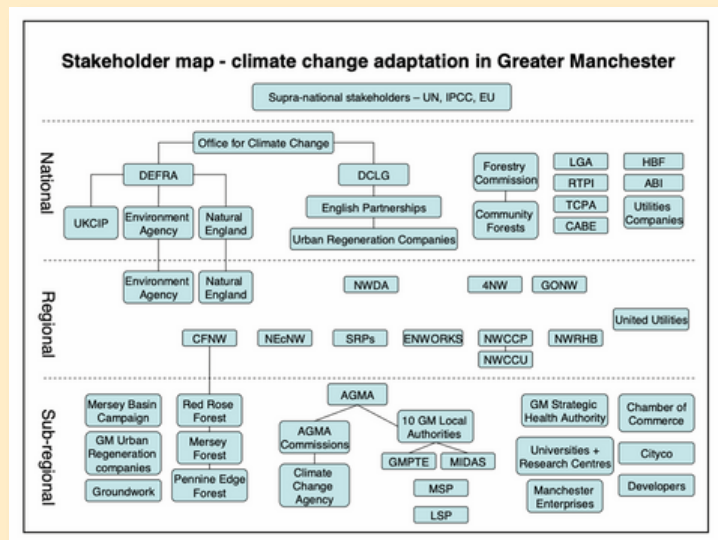 Stakeholder map - climate change adaptation in Greater Manchester
Supra-national stakeholders – UN, IPCC, EU
National
Office for Climate Change
DEFRA
DCLG
UKCIP
Environment
Agency
Natural
England
English Partnerships
Urban Regeneration Companies
Forestry
Commission
Community
Forests
LGA
RTPI
TCPA
CABE
HBF
ABI
Utilities
Companies
Regional
Environment
Agency
Natural
England
NWDA
4NW
GONW
United Utilities
CFNW
NEcNW
SRPs
ENWORKS
NWCCP
NWRHB
NWCCU
Sub-regional
Mersey Basin
Campaign
GM Urban
Regeneration
companies
Groundwork
Red Rose
Forest
Mersey
Forest
Pennine Edge
Forest
AGMA
AGMA
Commissions
Climate
Change
Agency
10 GM Local
Authorities
GMPTE
MIDAS
MSP
LSP
GM Strategic
Health Authority
Universities +
Research Centres
Manchester
Enterprises
Chamber of
Commerce
Cityco
Developers